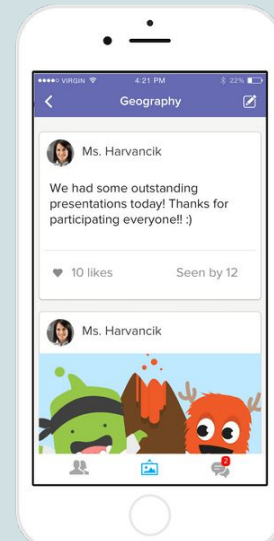 VIRGIN 4:21 PM 22%
Geography
Ms. Harvancik
We had some outstanding
presentations today! Thanks for
participating everyone!! :)
10 likes Seen by 12
Ms. Harvancik
2